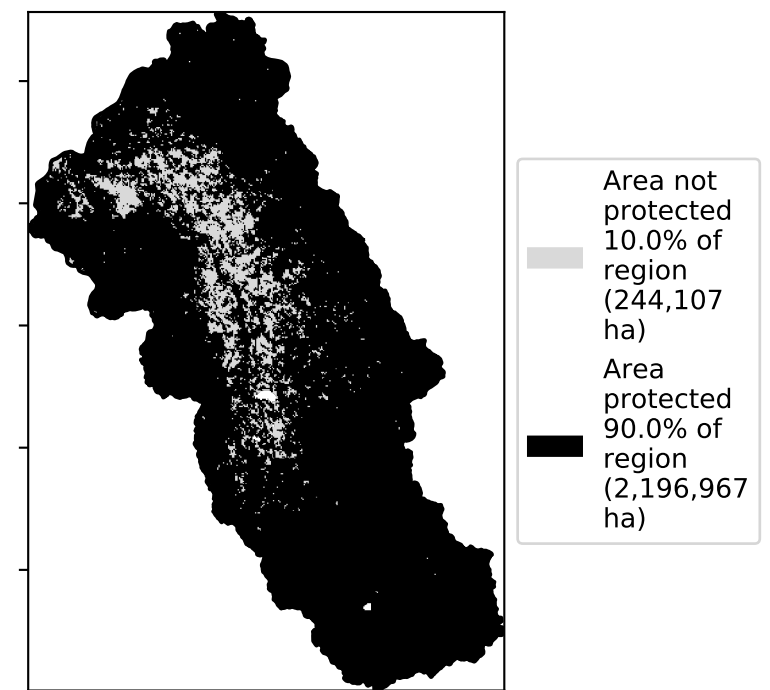 Area not
protected
10.0% of
region
(244,107
ha)
Area
protected
90.0% of
region
(2,196,967
ha)